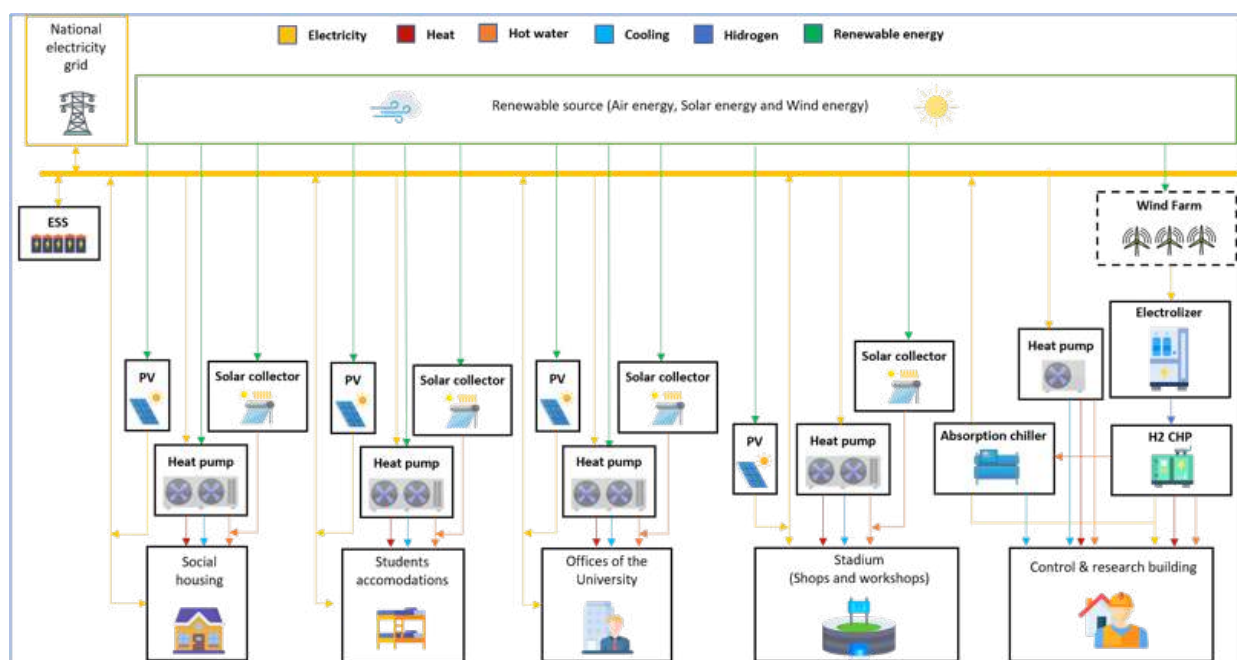 National
electricity
grid
Electricity
Heat
Hot water
Cooling
Hidrogen
Renewable energy
Renewable source (Air energy, Solar energy and Wind energy)
ESS
Wind Farm
Electrolizer
Heat pump
PV
Solar collector
PV
Solar collector
PV
Solar collector
Solar collector
PV
Heat pump
Absorption chiller
H2 CHP
Heat pump
Heat pump
Heat pump
Social
housing
Students
accomodations
Offices of the
University
Stadium
(Shops and workshops)
Control & research building